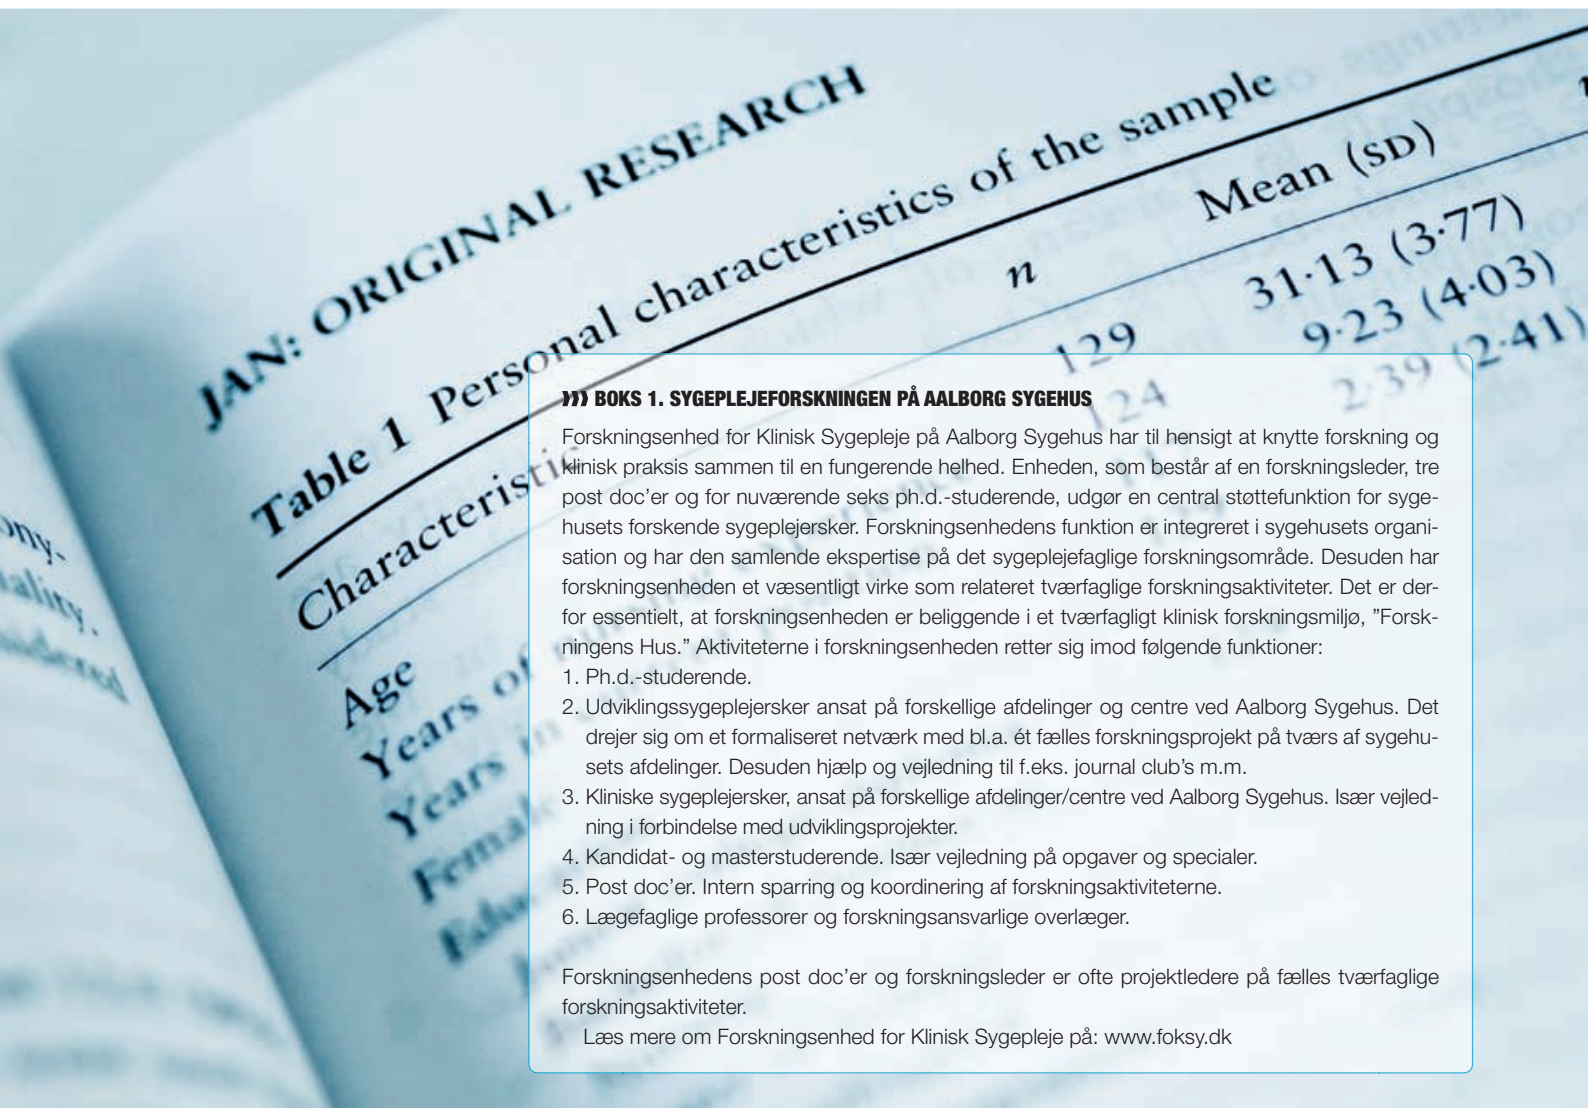 JAN: ORIGINAL RESEARCH
Table 1 Personal characteristics of the sample
Characteristic
n
Mean (SD)
Age
129
31·13 (3·77)
Years of nursing experience
124
9·23 (4·03)
Years in
2·39 (2·41)
Female
BOKS 1. SYGEPLEJEFORSKNINGEN PÅ AALBORG SYGEHUS
Forskningsenhed for Klinisk Sygepleje på Aalborg Sygehus har til hensigt at knytte forskning og
klinisk praksis sammen til en fungerende helhed. Enheden, som består af en forskningsleder, tre
post doc'er og for nuværende seks ph.d.-studerende, udgør en central støttefunktion for syge-
husets forskende sygeplejersker. Forskningsenhedens funktion er integreret i sygehusets organi-
sation og har den samlende ekspertise på det sygeplejefaglige forskningsområde. Desuden har
forskningsenheden et væsentligt virke som relateret tværfaglige forskningsaktiviteter. Det er der-
for essentielt, at forskningsenheden er beliggende i et tværfagligt klinisk forskningsmiljø, ”Forsk-
ningens Hus.” Aktiviteterne i forskningsenheden retter sig imod følgende funktioner:
1. Ph.d.-studerende.
2. Udviklingssygeplejersker ansat på forskellige afdelinger og centre ved Aalborg Sygehus. Det
drejer sig om et formaliseret netværk med bl.a. ét fælles forskningsprojekt på tværs af sygehu-
sets afdelinger. Desuden hjælp og vejledning til f.eks. journal club's m.m.
3. Kliniske sygeplejersker, ansat på forskellige afdelinger/centre ved Aalborg Sygehus. Især vejled-
ning i forbindelse med udviklingsprojekter.
4. Kandidat- og masterstuderende. Især vejledning på opgaver og specialer.
5. Post doc'er. Intern sparring og koordinering af forskningsaktiviteterne.
6. Lægefaglige professorer og forskningsansvarlige overlæger.
Forskningsenhedens post doc'er og forskningsleder er ofte projektledere på fælles tværfaglige
forskningsaktiviteter.
Læs mere om Forskningsenhed for Klinisk Sygepleje på: www.foksy.dk